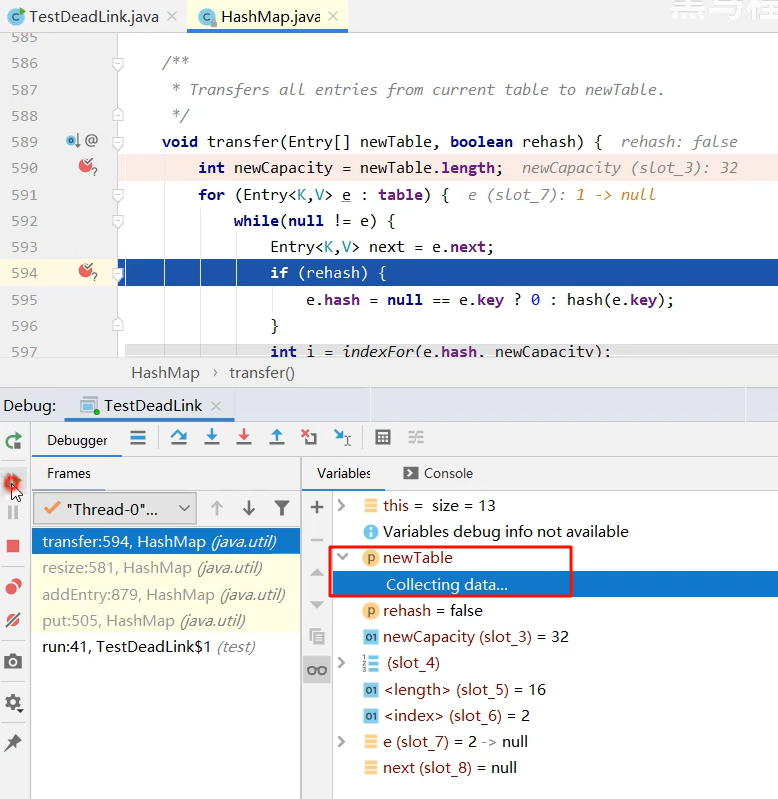 TestDeadLink.java
HashMap.java
585
586 /**
587 * Transfers all entries from current table to newTable.
588 */
589 @ void transfer(Entry[] newTable, boolean rehash) { rehash: false
590 int newCapacity = newTable.length; newCapacity (slot_3): 32
591 for (Entry<K,V> e : table) { e (slot_7): 1 -> null
592 while(null != e) {
593 Entry<K,V> next = e.next;
594 if (rehash) {
595 e.hash = null == e.key ? 0 : hash(e.key);
596 }
597 int i = indexFor(e.hash, newCapacity);
HashMap › transfer()
Debug: TestDeadLink
Debugger
Frames
Variables
Console
"Thread-0"...
transfer:594, HashMap (java.util)
resize:581, HashMap (java.util)
addEntry:879, HashMap (java.util)
put:505, HashMap (java.util)
run:41, TestDeadLink$1 (test)
this = size = 13
Variables debug info not available
newTable
Collecting data...
rehash = false
newCapacity (slot_3) = 32
(slot_4)
<length> (slot_5) = 16
<index> (slot_6) = 2
e (slot_7) = 2 -> null
next (slot_8) = null